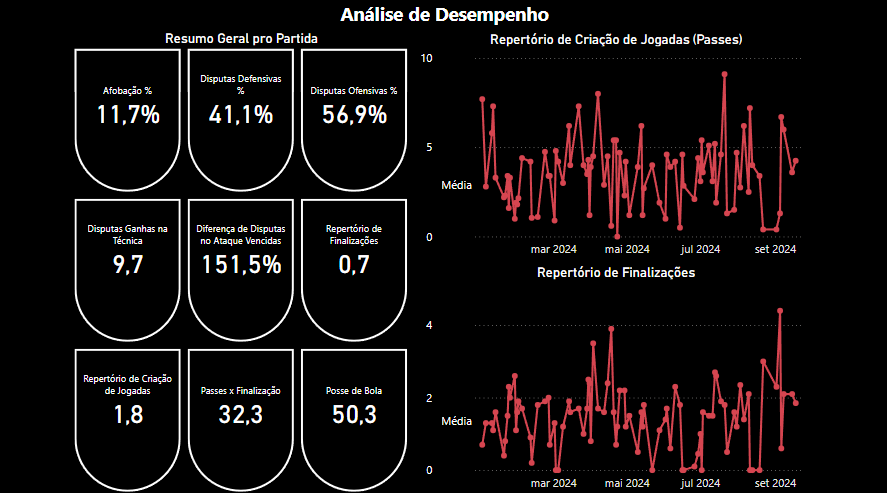 Análise de Desempenho
Resumo Geral pro Partida
Afobação %
11,7%
Disputas Defensivas
%
41,1%
Disputas Ofensivas %
56,9%
Disputas Ganhas na
Técnica
9,7
Diferença de Disputas
no Ataque Vencidas
151,5%
Repertório de
Finalizações
0,7
Repertório de Criação
de Jogadas
1,8
Passes x Finalização
32,3
Posse de Bola
50,3
Repertório de Criação de Jogadas (Passes)
10
5
Média
0
mar 2024
mai 2024
jul 2024
set 2024
Repertório de Finalizações
4
2
Média
0
mar 2024
mai 2024
jul 2024
set 2024